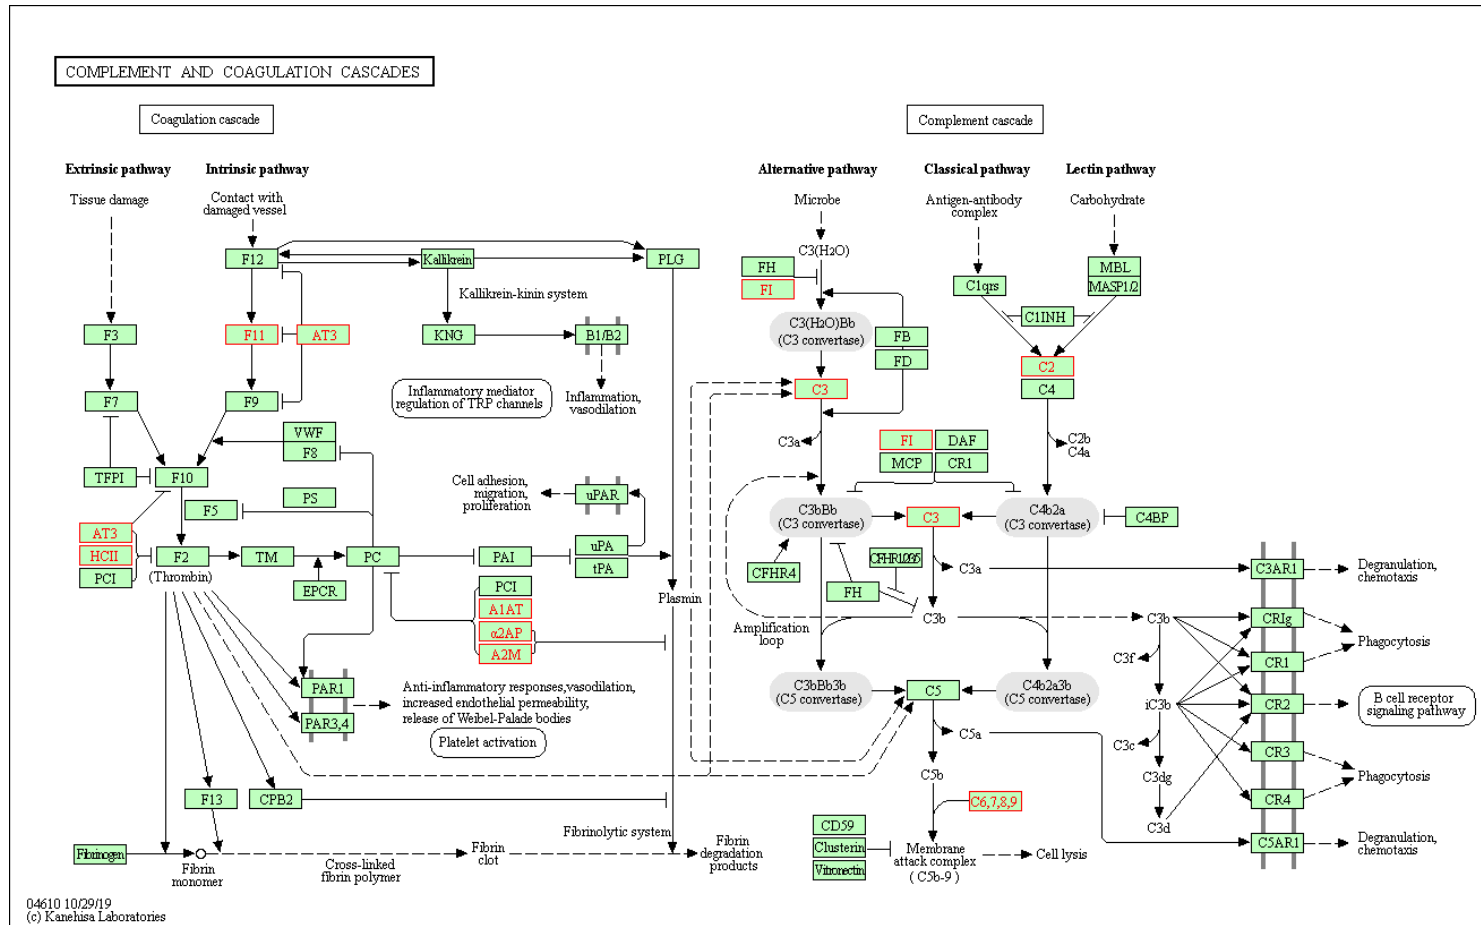 COMPLEMENT AND COAGULATION CASCADES
Coagulation cascade
Complement cascade
Extrinsic pathway
Intrinsic pathway
Alternative pathway
Classical pathway
Lectin pathway
Tissue damage
Contact with
damaged vessel
Microbe
Antigen-antibody
complex
Carbohydrate
C3(H2O)
F12
Kallikrein
PLG
FH
FI
C1qrs
MBL
MASP1/2
Kallikrein-kinin system
C1INH
F3
F11
AT3
KNG
B1/B2
C3(H2O)Bb
(C3 convertase)
FB
FD
C2
C4
Inflammatory mediator
regulation of TRP channels
Inflammation,
vasodilation
C3
F7
F9
VWF
F8
C3a
FI
DAF
MCP
CR1
C2b
C4a
TFPI
F10
PS
F5
Cell adhesion,
migration,
proliferation
uPAR
C3bBb
(C3 convertase)
C3
C4b2a
(C3 convertase)
C4BP
AT3
HCII
PCI
F2
(Thrombin)
TM
PC
PAI
uPA
tPA
EPCR
PCI
A1AT
α2AP
A2M
Plasmin
CFHR4
FH
C3a
C3b
Amplification
loop
C3AR1
Degranulation,
chemotaxis
C3b
CRIg
Phagocytosis
C3f
CR1
PAR1
PAR3,4
Anti-inflammatory responses,vasodilation,
increased endothelial permeability,
release of Weibel-Palade bodies
Platelet activation
C3bBb3b
(C5 convertase)
C5
C4b2a3b
(C5 convertase)
iC3b
CR2
B cell receptor
signaling pathway
C5a
C3c
CR3
C3dg
Phagocytosis
C5b
CR4
F13
CPB2
C6,7,8,9
C3d
Fibrinolytic system
CD59
Clusterin
Vitronectin
Membrane
attack complex
( C5b-9 )
Cell lysis
C5AR1
Degranulation,
chemotaxis
Fibrinogen
Fibrin
monomer
Cross-linked
fibrin polymer
Fibrin
clot
Fibrin
degradation
products
04610 10/29/19
(c) Kanehisa Laboratories